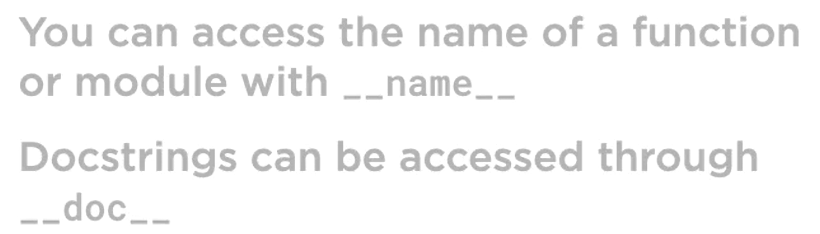 You can access the name of a function
or module with __name__
Docstrings can be accessed through
__doc__